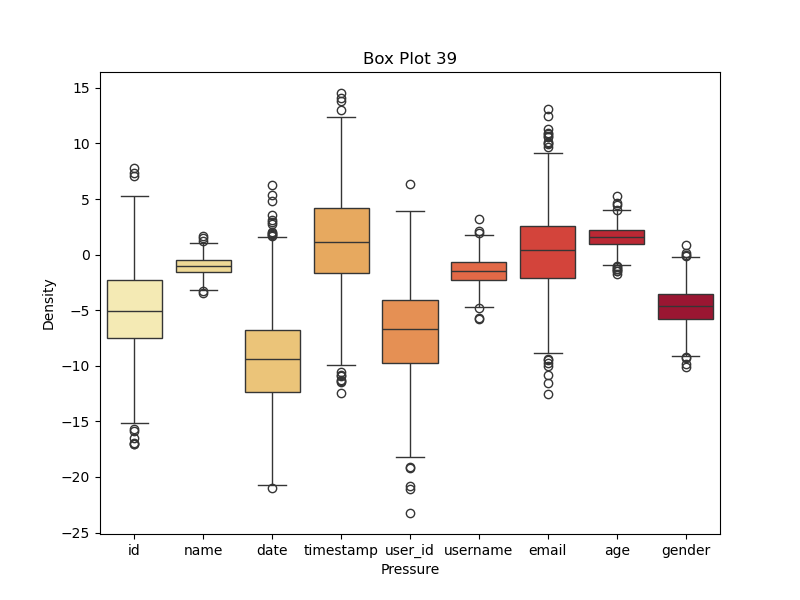 Box Plot 39
Density
15
10
5
0
−5
−10
−15
−20
−25
id name date timestamp user_id username email age gender
Pressure